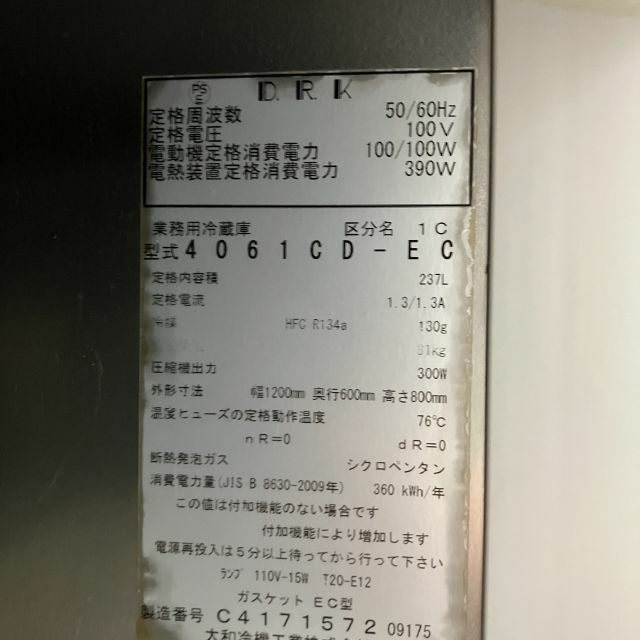 PS
E
D. R. K
定格周波数 50/60Hz
定格電圧 100V
電動機定格消費電力 100/100W
電熱装置定格消費電力 390W
業務用冷蔵庫 区分名 1C
型式 4061CD-EC
定格内容積 237L
定格電流 1.3/1.3A
冷媒 HFC R134a 130g
81kg
圧縮機出力 300W
外形寸法 幅1200mm 奥行600mm 高さ800mm
温度ヒューズの定格動作温度 76℃
nR=0 dR=0
断熱発泡ガス シクロペンタン
消費電力量(JIS B 8630-2009年) 360 kWh/年
この値は付加機能のない場合です
付加機能により増加します
電源再投入は5分以上待ってから行って下さい
ランプ 110V-15W T20-E12
ガスケット EC型
製造番号 C4171572 09175
大和冷機工業株式